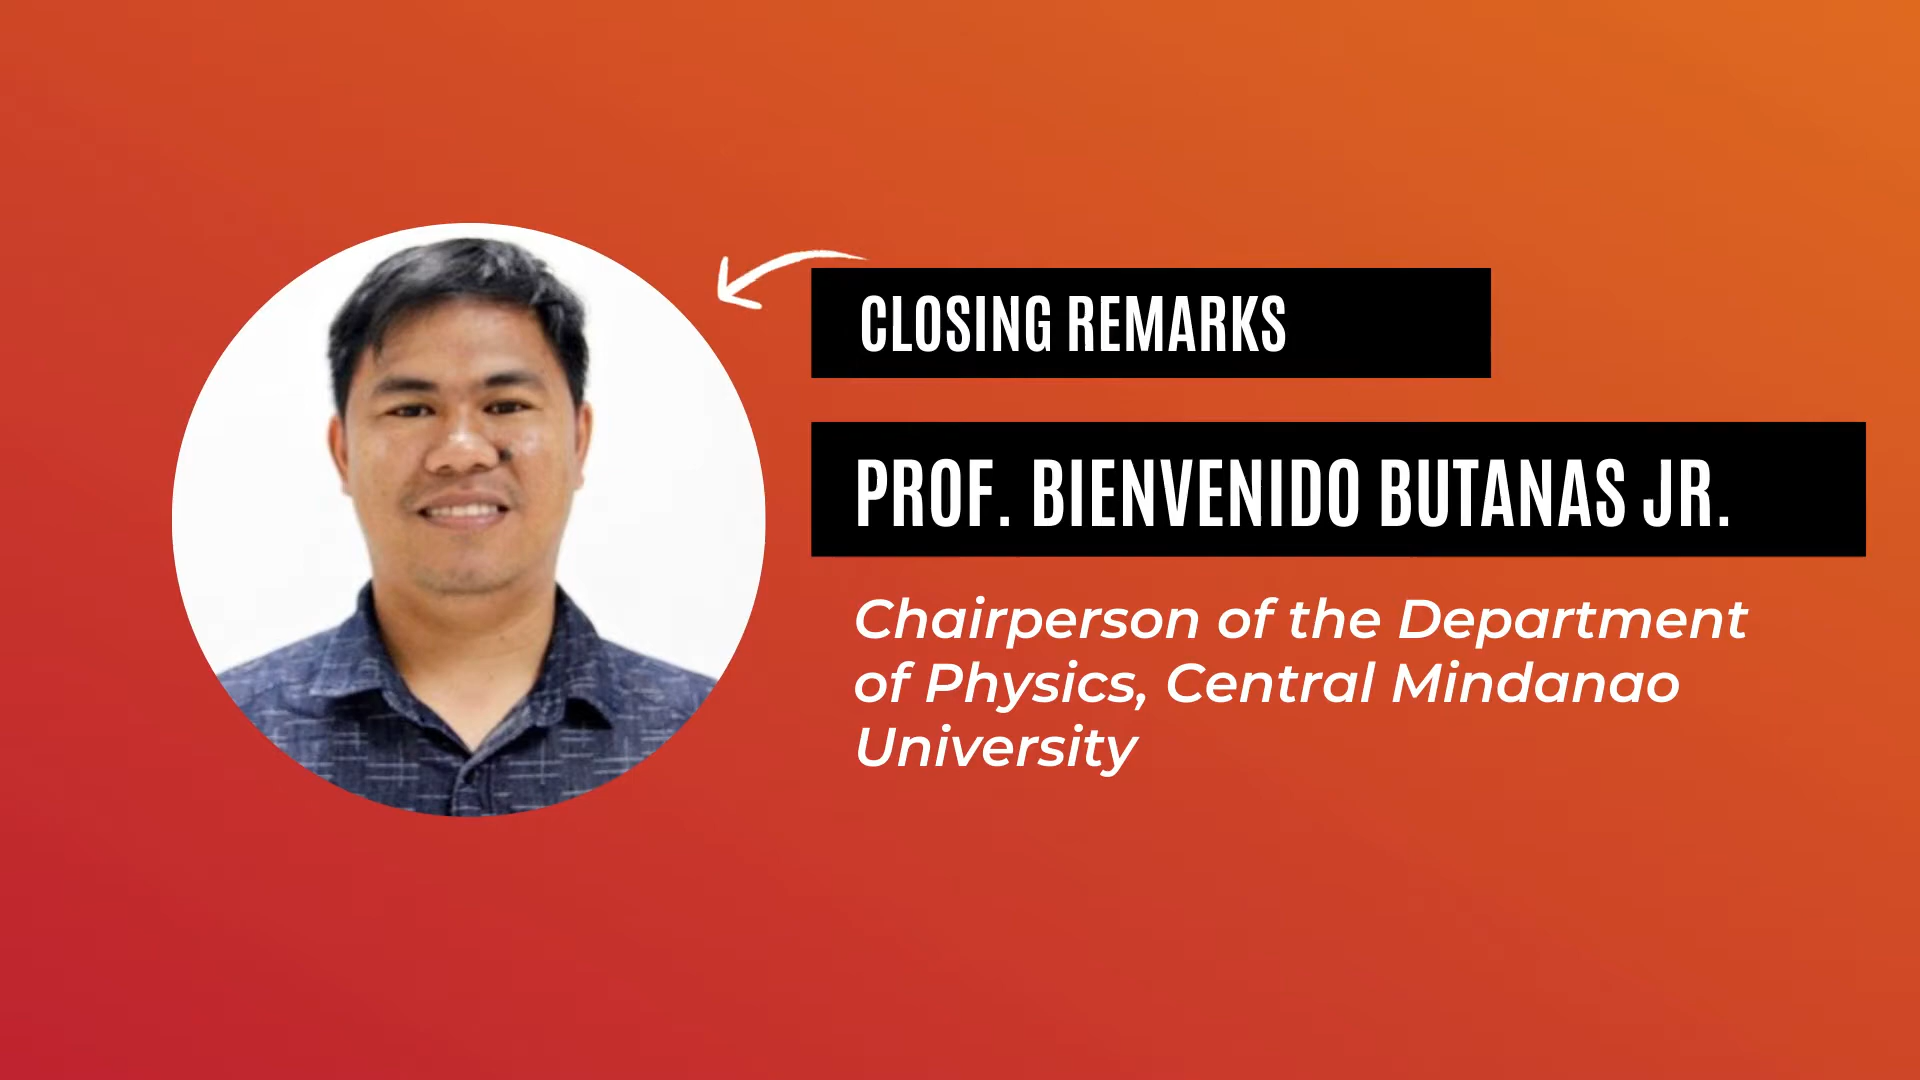 CLOSING REMARKS
PROF. BIENVENIDO BUTANAS JR.
Chairperson of the Department
of Physics, Central Mindanao
University